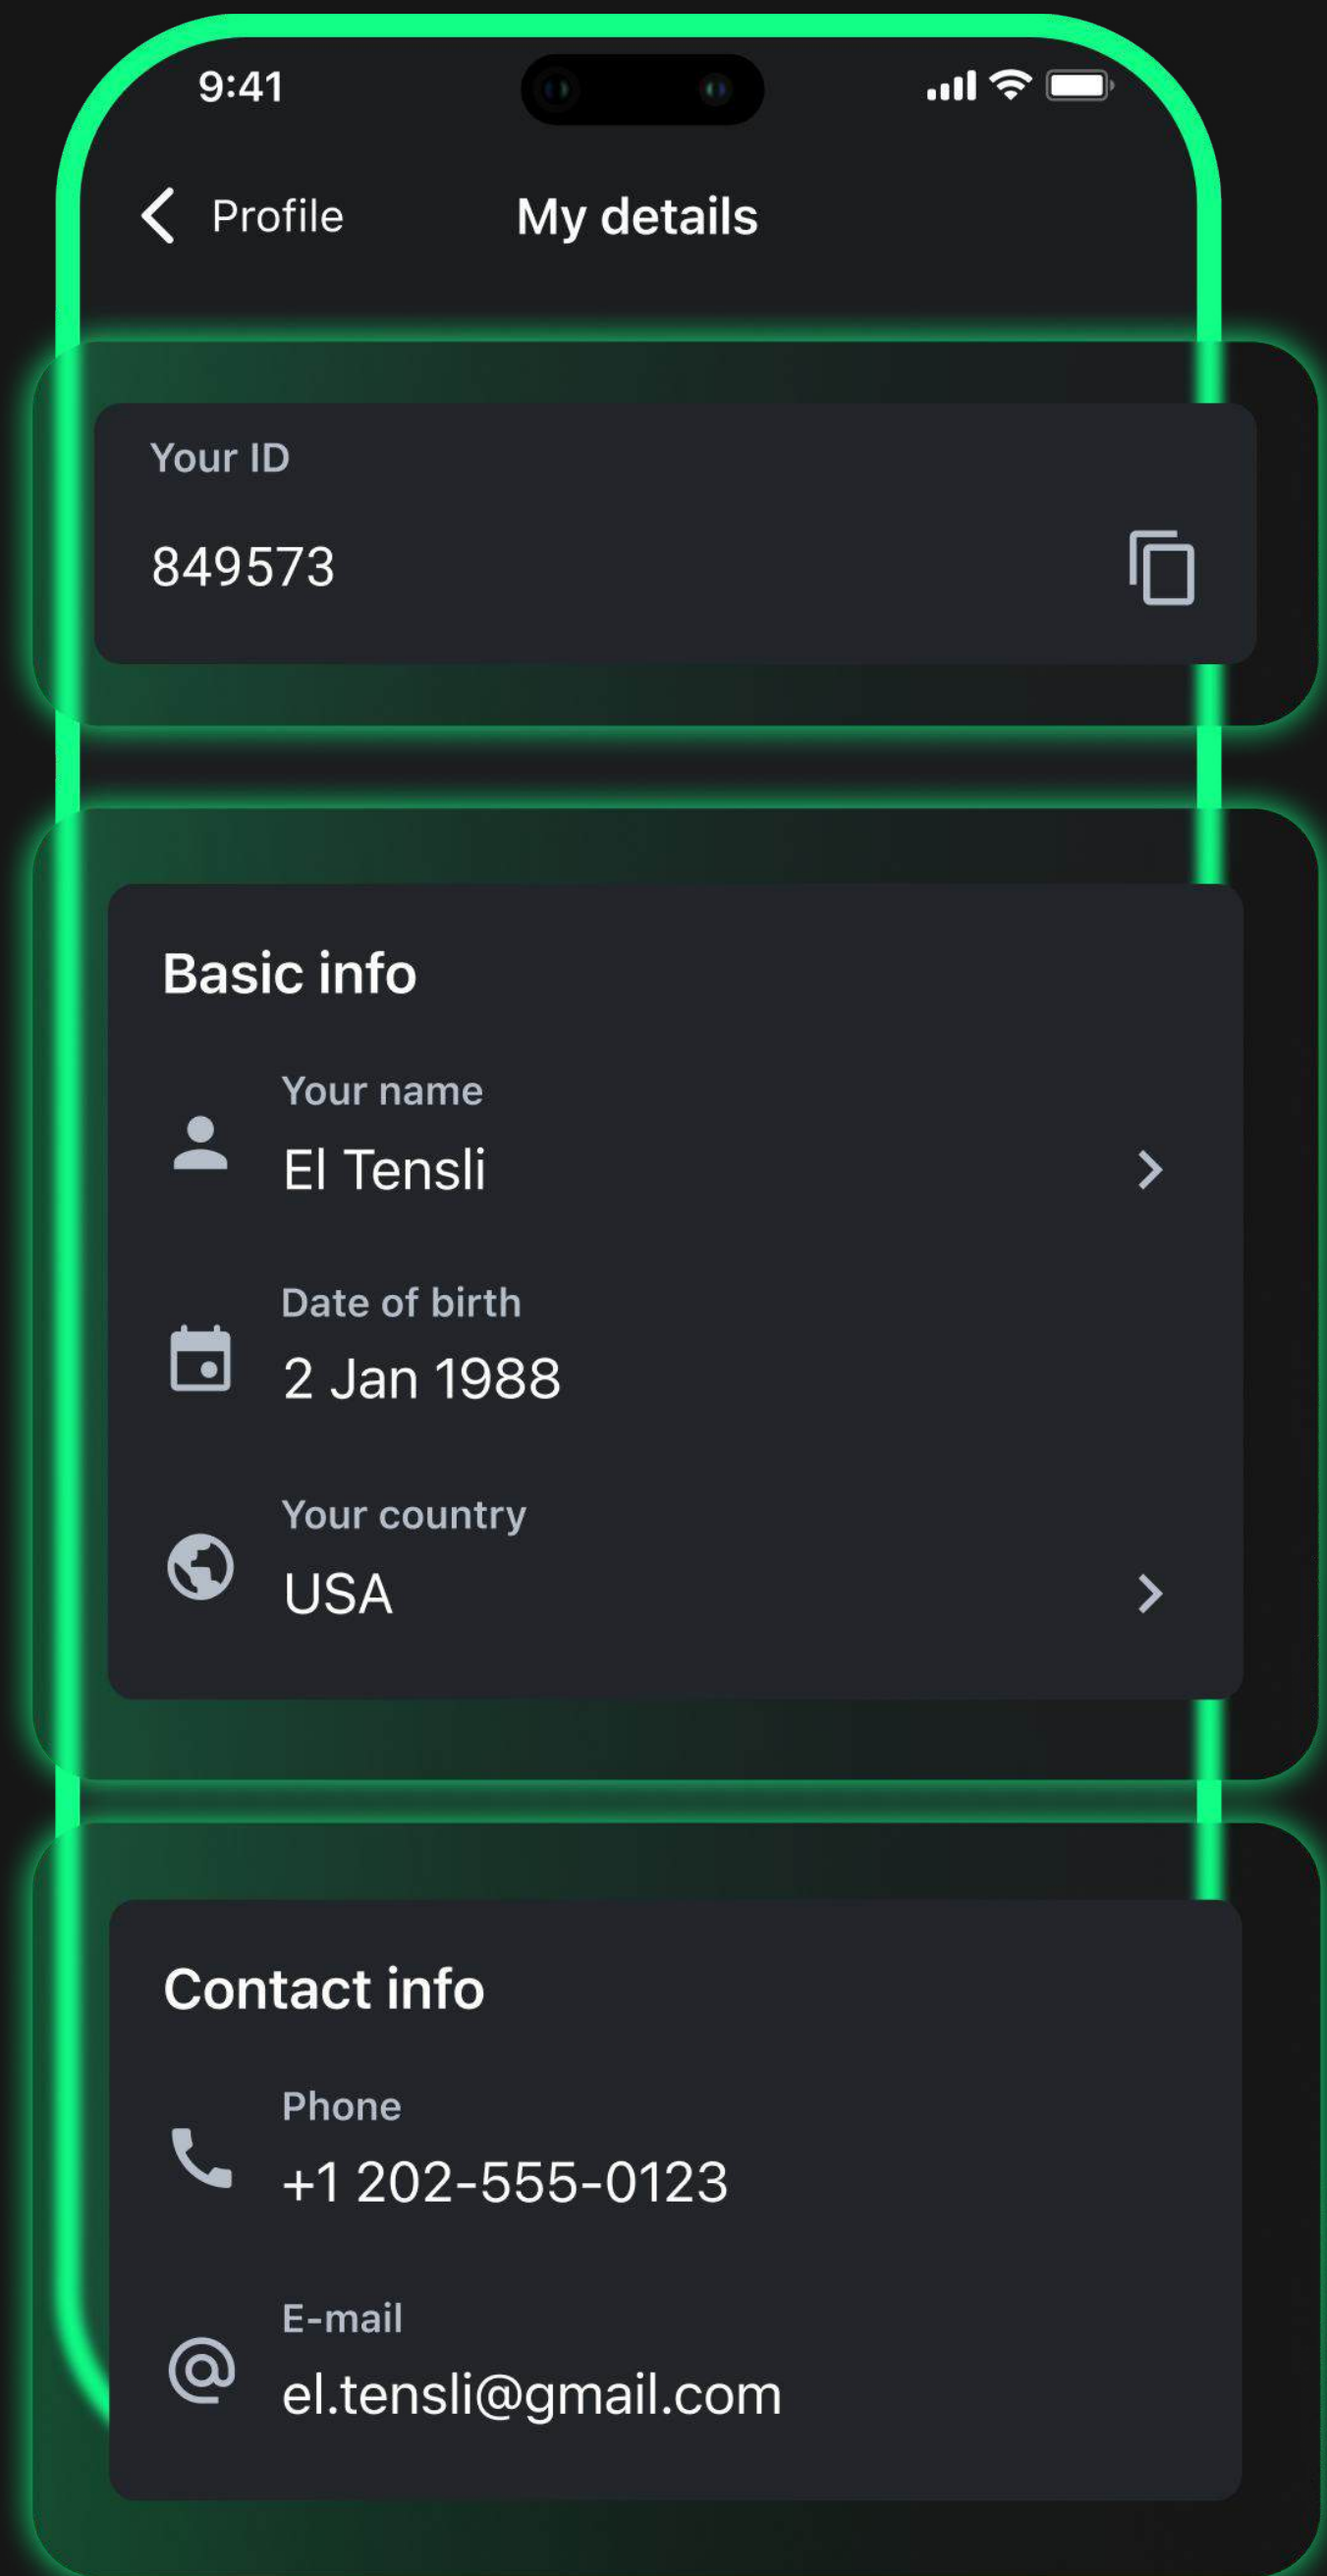 9:41
Profile
My details
Your ID
849573
Basic info
Your name
El Tensli
Date of birth
2 Jan 1988
Your country
USA
Contact info
Phone
+1 202-555-0123
E-mail
el.tensli@gmail.com